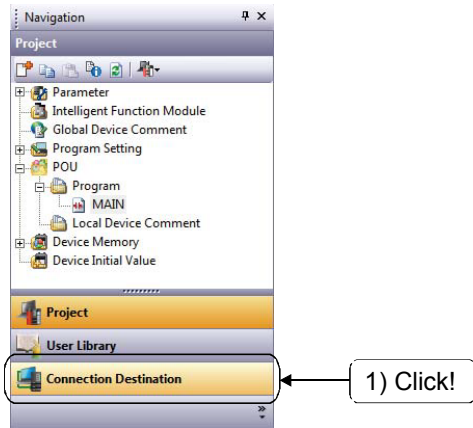 Navigation
Project
Parameter
Intelligent Function Module
Global Device Comment
Program Setting
POU
Program
MAIN
Local Device Comment
Device Memory
Device Initial Value
Project
User Library
Connection Destination
1) Click!